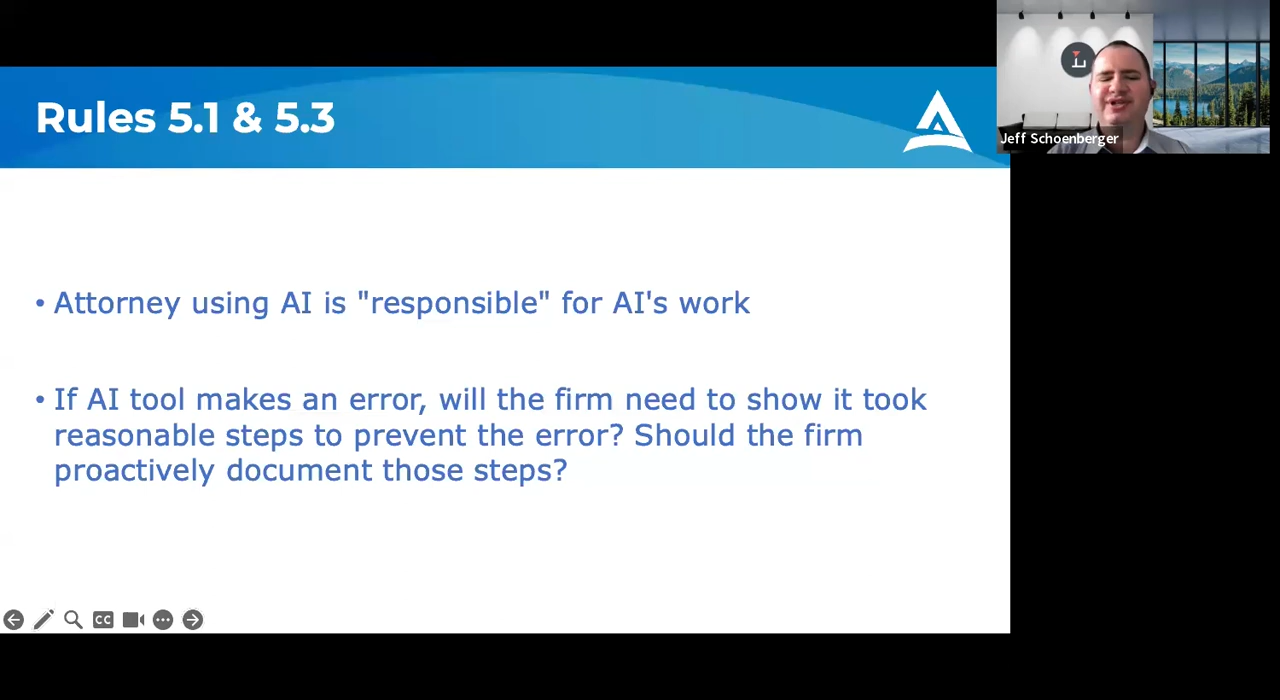 Rules 5.1 & 5.3
Jeff Schoenberger
• Attorney using AI is "responsible" for AI's work
• If AI tool makes an error, will the firm need to show it took
reasonable steps to prevent the error? Should the firm
proactively document those steps?
CC